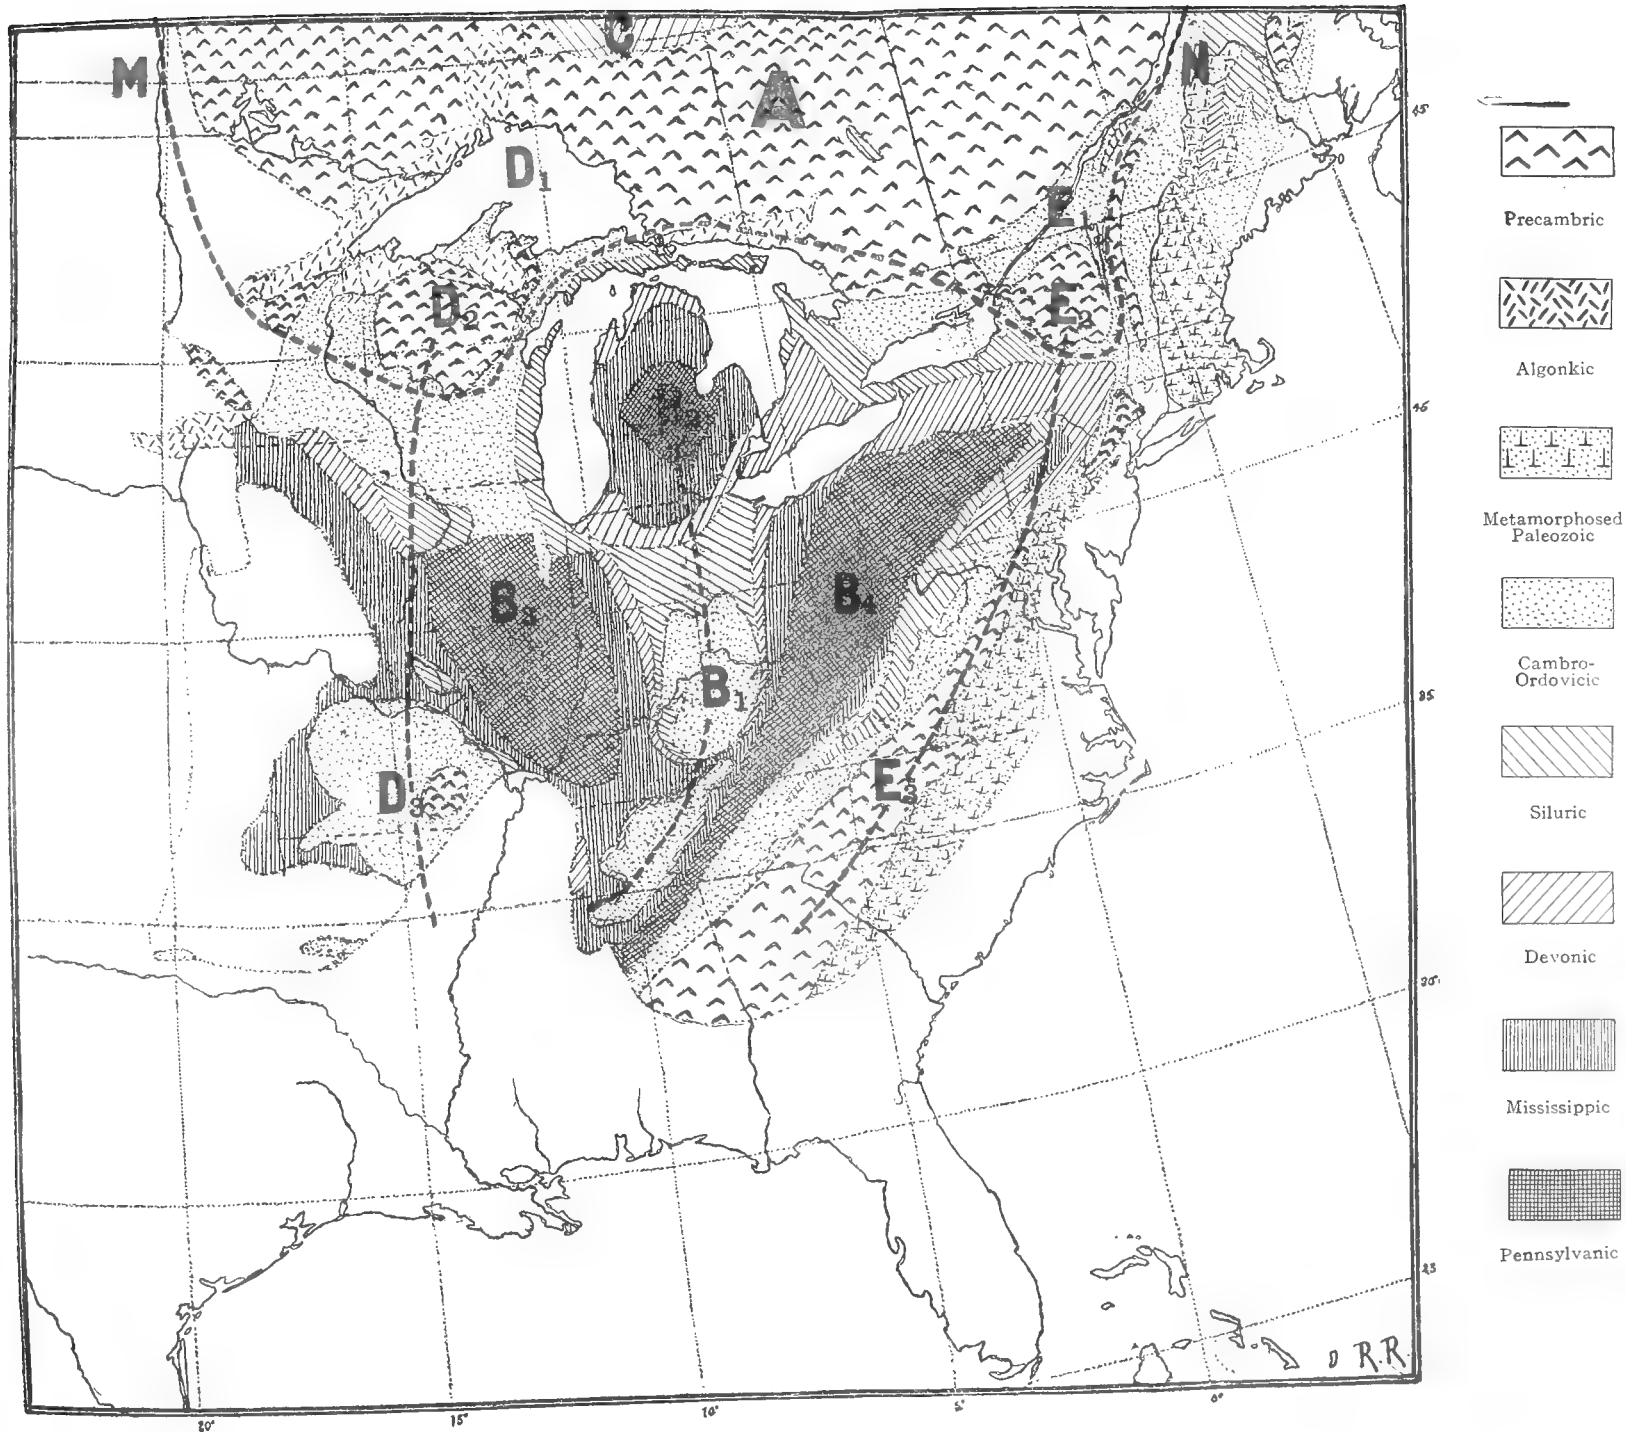 C
N
M
A
45
D1
E1
D2
E2
B2
B3
B4
B1
D3
E3
35
30
25
R.R.
20°
15°
10°
5°
0°
Precambric
Algonkic
Metamorphosed
Paleozoic
Cambro-
Ordovicic
Siluric
Devonic
Mississippic
Pennsylvanic